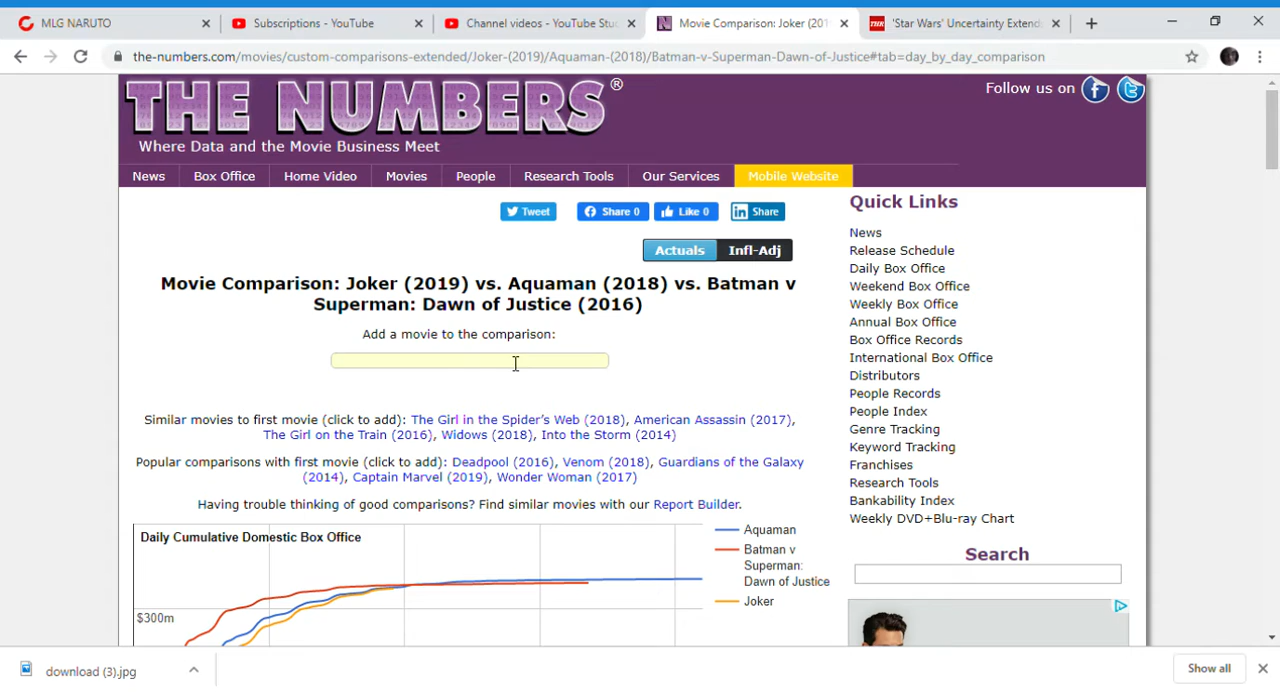 MLG NARUTO
Subscriptions - YouTube
Channel videos - YouTube Stu
Movie Comparison: Joker (201
THR
'Star Wars' Uncertainty Extend
the-numbers.com/movies/custom-comparisons-extended/Joker-(2019)/Aquaman-(2018)/Batman-v-Superman-Dawn-of-Justice#tab=day_by_day_comparison
THE NUMBERS®
Where Data and the Movie Business Meet
Follow us on
News
Box Office
Home Video
Movies
People
Research Tools
Our Services
Mobile Website
Tweet
Share 0
Like 0
in Share
Actuals
Infl-Adj
Movie Comparison: Joker (2019) vs. Aquaman (2018) vs. Batman v
Superman: Dawn of Justice (2016)
Add a movie to the comparison:
Similar movies to first movie (click to add): The Girl in the Spider's Web (2018), American Assassin (2017),
The Girl on the Train (2016), Widows (2018), Into the Storm (2014)
Popular comparisons with first movie (click to add): Deadpool (2016), Venom (2018), Guardians of the Galaxy
(2014), Captain Marvel (2019), Wonder Woman (2017)
Having trouble thinking of good comparisons? Find similar movies with our Report Builder.
Daily Cumulative Domestic Box Office
$300m
Aquaman
Batman v
Superman:
Dawn of Justice
Joker
Quick Links
News
Release Schedule
Daily Box Office
Weekend Box Office
Weekly Box Office
Annual Box Office
Box Office Records
International Box Office
Distributors
People Records
People Index
Genre Tracking
Keyword Tracking
Franchises
Research Tools
Bankability Index
Weekly DVD+Blu-ray Chart
Search
download (3).jpg
Show all